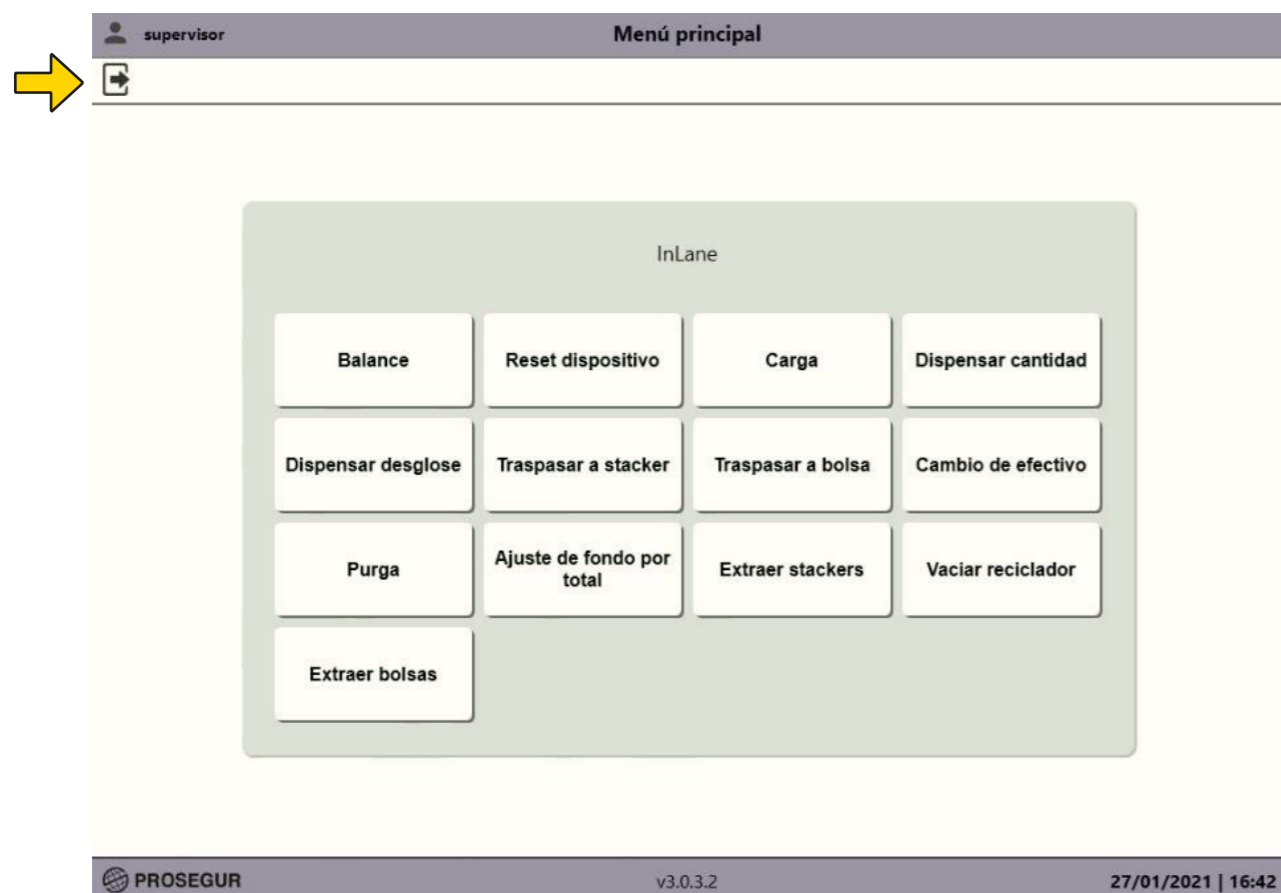 supervisor
Menú principal
InLane
Balance
Reset dispositivo
Carga
Dispensar cantidad
Dispensar desglose
Traspasar a stacker
Traspasar a bolsa
Cambio de efectivo
Purga
Ajuste de fondo por
total
Extraer stackers
Vaciar reciclador
Extraer bolsas
PROSEGUR
v3.0.3.2
27/01/2021 | 16:42